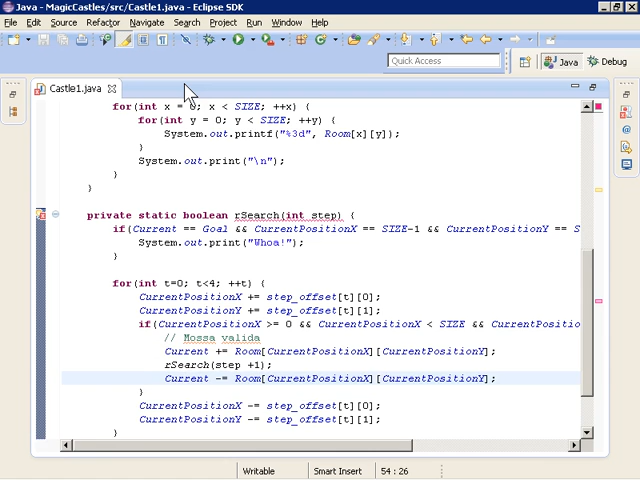 Java - MagicCastles/src/Castle1.java - Eclipse SDK
File Edit Source Refactor Navigate Search Project Run Window Help
Quick Access
Java
Debug
Castle1.java
for(int x = 0; x < SIZE; ++x) {
for(int y = 0; y < SIZE; ++y) {
System.out.printf("%3d", Room[x][y]);
}
System.out.print("\n");
}
}
private static boolean rSearch(int step) {
if(Current == Goal && CurrentPositionX == SIZE-1 && CurrentPositionY == S
System.out.print("Whoa!");
}
for(int t=0; t<4; ++t) {
CurrentPositionX += step_offset[t][0];
CurrentPositionY += step_offset[t][1];
if(CurrentPositionX >= 0 && CurrentPositionX < SIZE && CurrentPositio
// Mossa valida
Current += Room[CurrentPositionX][CurrentPositionY];
rSearch(step +1);
Current -= Room[CurrentPositionX][CurrentPositionY];
}
CurrentPositionX -= step_offset[t][0];
CurrentPositionY -= step_offset[t][1];
}
Writable
Smart Insert
54 : 26